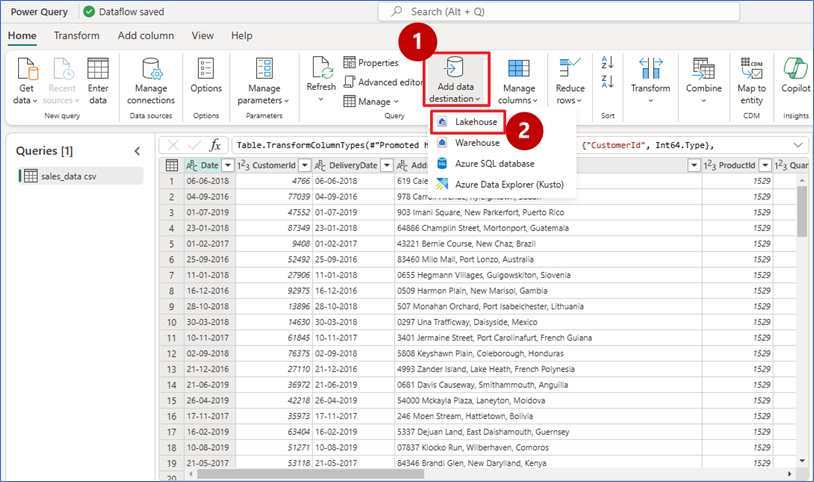 Power Query
Dataflow saved
Search (Alt + Q)
Home Transform Add column View Help
1
Get data
Recent sources
Enter data
New query
Manage connections
Data sources
Options
Options
Manage parameters
Parameters
Refresh
Properties
Advanced editor
Manage
Query
Add data destination
Manage columns
Reduce rows
Sort
Transform
Combine
Map to entity
CDM
Copilot
Insights
Lakehouse
2
Warehouse
Azure SQL database
Azure Data Explorer (Kusto)
Queries [1]
sales_data csv
fx Table.TransformColumnTypes(#"Promoted h {"CustomerId", Int64.Type},
Date CustomerId DeliveryDate Add ProductId Quan
1 06-06-2018 4766 06-06-2018 619 Cale 1529
2 04-09-2016 77039 04-09-2016 1529
3 01-07-2019 47552 01-07-2019 903 Imani Square, New Parkerfort, Puerto Rico 1529
4 23-01-2018 87349 23-01-2018 64886 Champlin Street, Mortonport, Guatemala 1529
5 01-02-2017 9408 01-02-2017 43221 Bernie Course, New Chaz, Brazil 1529
6 25-09-2016 52492 25-09-2016 83460 Milo Mall, Port Lonzo, Australia 1529
7 11-01-2018 27906 11-01-2018 0655 Hegmann Villages, Gulgowskiton, Slovenia 1529
8 16-12-2016 92975 16-12-2016 0509 Harmon Plain, New Marisol, Gambia 1529
9 28-10-2018 13896 28-10-2018 507 Monahan Orchard, Port Isabelchester, Lithuania 1529
10 30-03-2018 14630 30-03-2018 0297 Una Trafficway, Daisyside, Mexico 1529
11 10-11-2017 61845 10-11-2017 3401 Jermaine Street, Port Carolinafurt, French Guiana 1529
12 02-09-2018 76375 02-09-2018 5808 Keyshawn Plain, Coleborough, Honduras 1529
13 21-12-2016 27110 21-12-2016 4993 Zander Island, Lake Heath, French Polynesia 1529
14 21-06-2019 36972 21-06-2019 0681 Davis Causeway, Smithammouth, Anguilla 1529
15 26-04-2019 42218 26-04-2019 54000 Mckayla Plaza, Langeyton, Moldova 1529
16 17-11-2017 35973 17-11-2017 246 Moen Stream, Hattietown, Bolivia 1529
17 16-02-2019 63404 16-02-2019 5337 Dejuan Land, East Daishamouth, Guernsey 1529
18 10-08-2019 51271 10-08-2019 07837 Klocko Run, Wilberhaven, Comoros 1529
19 21-05-2017 53118 21-05-2017 84346 Brandi Glen, New Darylland, Kenya 1529
20